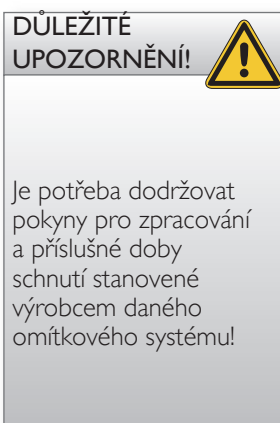 DŮLEŽITÉ
UPOZORNĚNÍ!
Je potřeba dodržovat
pokyny pro zpracování
a příslušné doby
schnutí stanovené
výrobcem daného
omítkového systému!